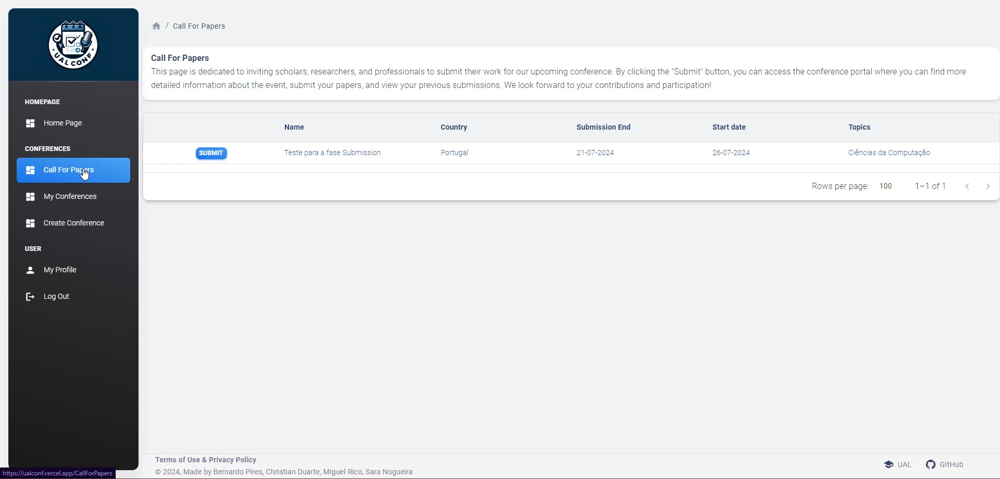 UAL CONF
/ Call For Papers
Call For Papers
This page is dedicated to inviting scholars, researchers, and professionals to submit their work for our upcoming conference. By clicking the "Submit" button, you can access the conference portal where you can find more
detailed information about the event, submit your papers, and view your previous submissions. We look forward to your contributions and participation!
HOMEPAGE
Home Page
CONFERENCES
Call For Papers
My Conferences
Create Conference
USER
My Profile
Log Out
Name Country Submission End Start date Topics
SUBMIT Teste para a fase Submission Portugal 21-07-2024 26-07-2024 Ciências da Computação
Rows per page: 100 1–1 of 1
Terms of Use & Privacy Policy
© 2024, Made by Bernardo Pires, Christian Duarte, Miguel Rico, Sara Nogueira
UAL GitHub
https://ualconf.vercel.app/CallForPapers